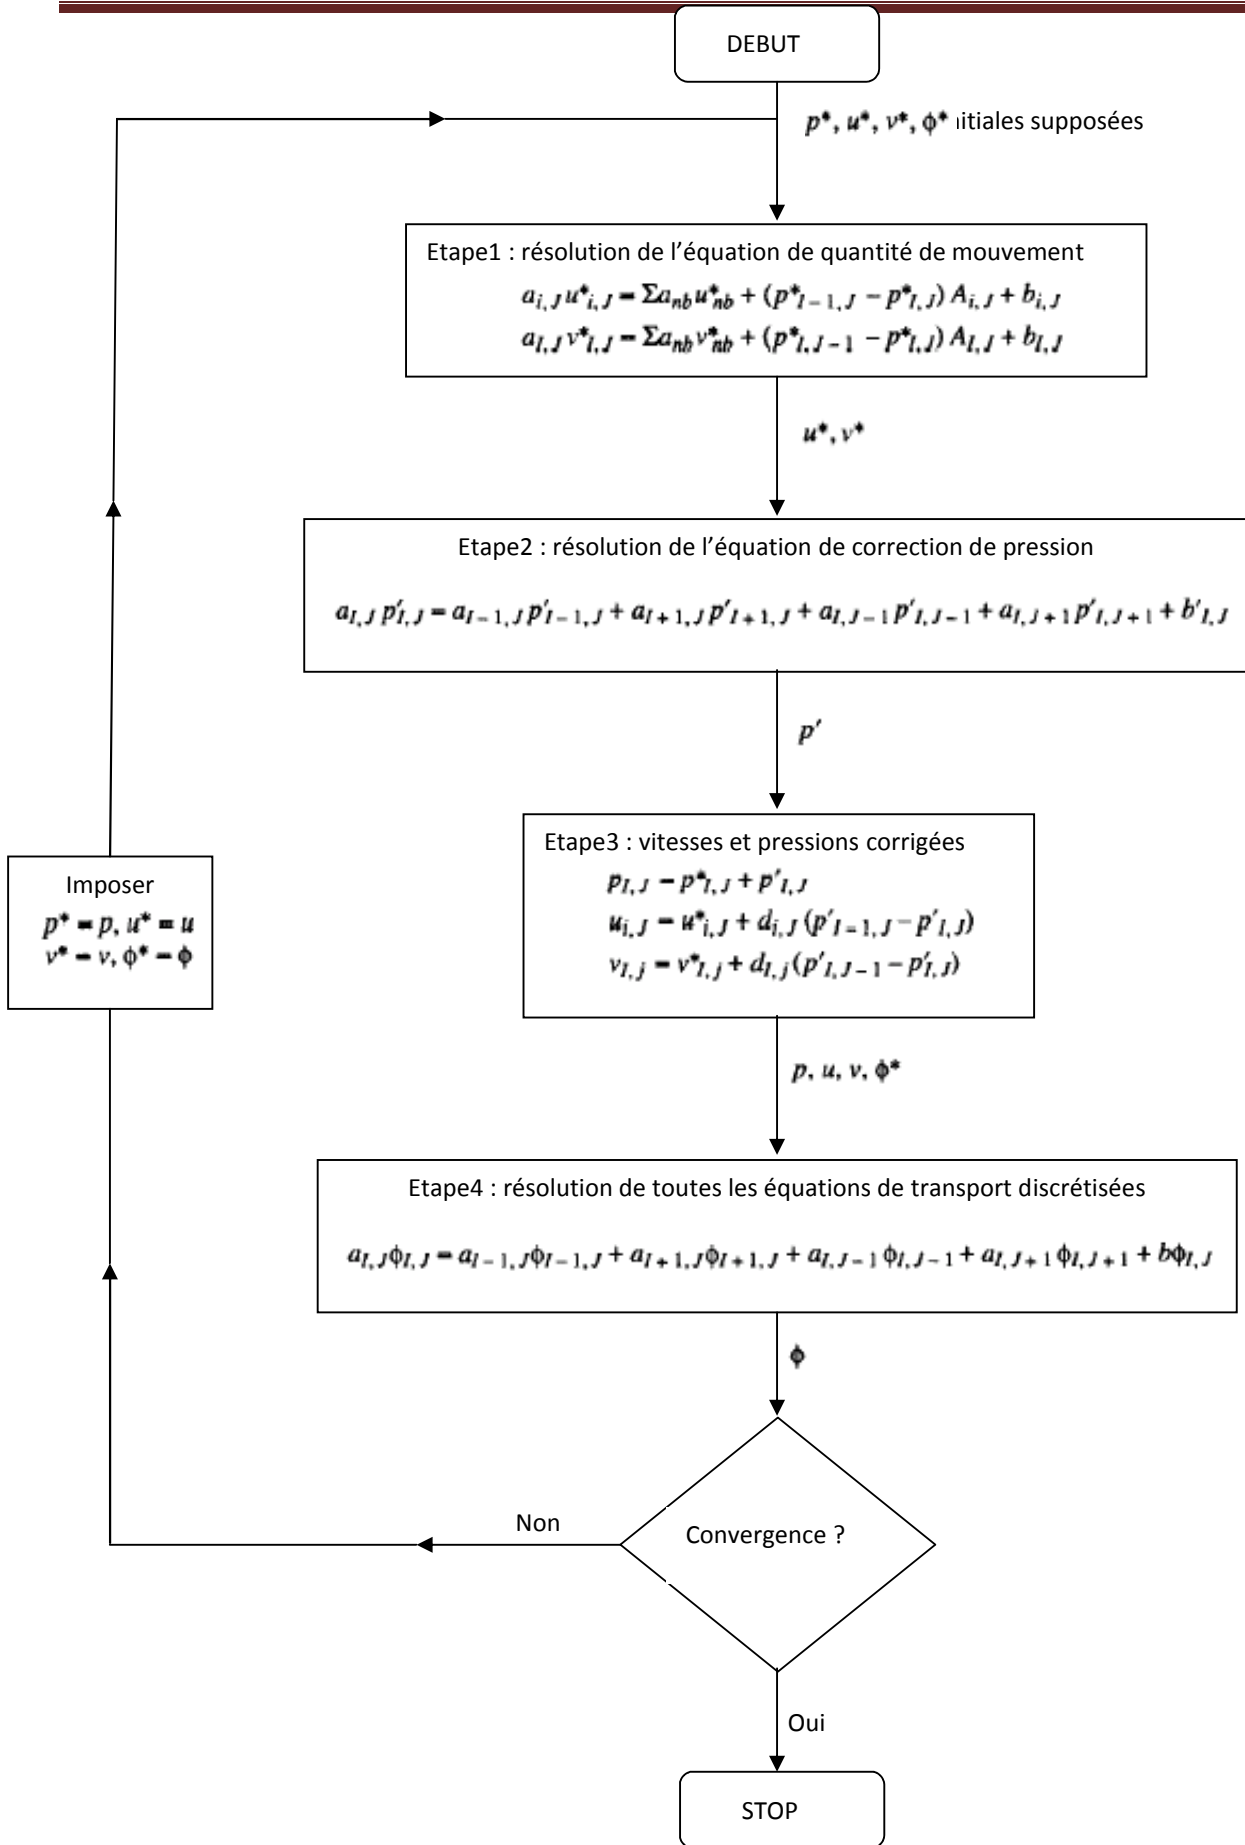 DEBUT
p*, u*, v*, ϕ* itiales supposées
Etape1 : résolution de l'équation de quantité de mouvement
a_{i,J} u*_{i,J} = Σa_{nb} u*_{nb} + (p*_{I-1,J} − p*_{I,J}) A_{i,J} + b_{i,J}
a_{I,J} v*_{I,J} = Σa_{nb} v*_{nb} + (p*_{I,J-1} − p*_{I,J}) A_{I,J} + b_{I,J}
u*, v*
Etape2 : résolution de l'équation de correction de pression
a_{I,J} p'_{I,J} = a_{I-1,J} p'_{I-1,J} + a_{I+1,J} p'_{I+1,J} + a_{I,J-1} p'_{I,J-1} + a_{I,J+1} p'_{I,J+1} + b'_{I,J}
p'
Etape3 : vitesses et pressions corrigées
p_{I,J} = p*_{I,J} + p'_{I,J}
u_{i,J} = u*_{i,J} + d_{i,J} (p'_{I-1,J} − p'_{I,J})
v_{I,j} = v*_{I,j} + d_{I,j} (p'_{I,J-1} − p'_{I,J})
Imposer
p* = p, u* = u
v* = v, ϕ* = ϕ
p, u, v, ϕ*
Etape4 : résolution de toutes les équations de transport discrétisées
a_{I,J} ϕ_{I,J} = a_{I-1,J} ϕ_{I-1,J} + a_{I+1,J} ϕ_{I+1,J} + a_{I,J-1} ϕ_{I,J-1} + a_{I,J+1} ϕ_{I,J+1} + bϕ_{I,J}
ϕ
Non
Convergence ?
Oui
STOP